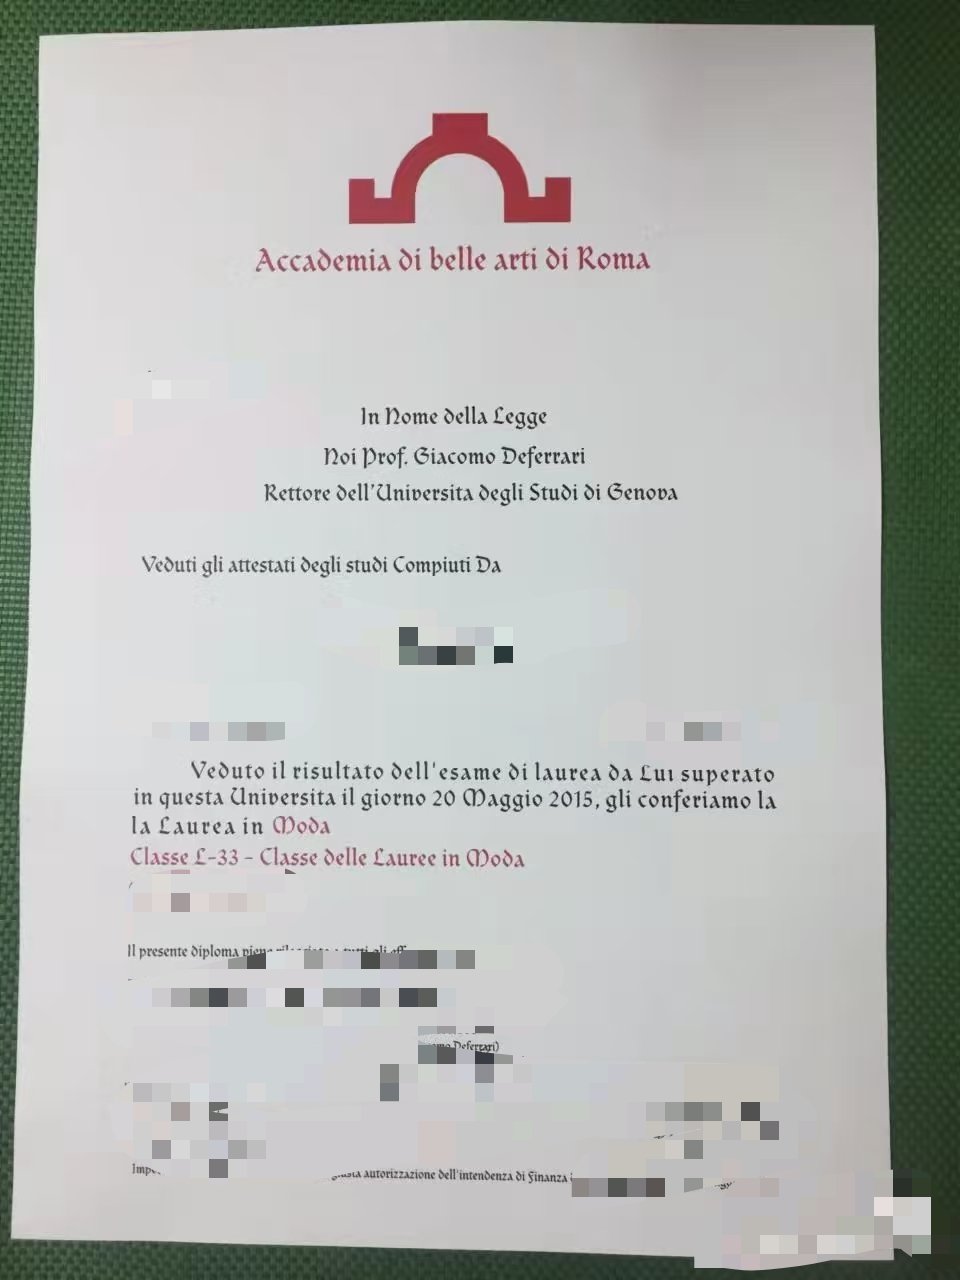 Accademia di belle arti di Roma
In Nome della Legge
Noi Prof. Giacomo Deferrari
Rettore dell'Universita degli Studi di Genova
Veduti gli attestati degli studi Compiuti Da
Veduto il risultato dell'esame di laurea da Lui superato
in questa Universita il giorno 20 Maggio 2015, gli conferiamo la
la Laurea in Moda
Classe L-33 - Classe delle Lauree in Moda
Il presente diploma
Deferrari)
autorizzazione dell'intendenza di Finanza